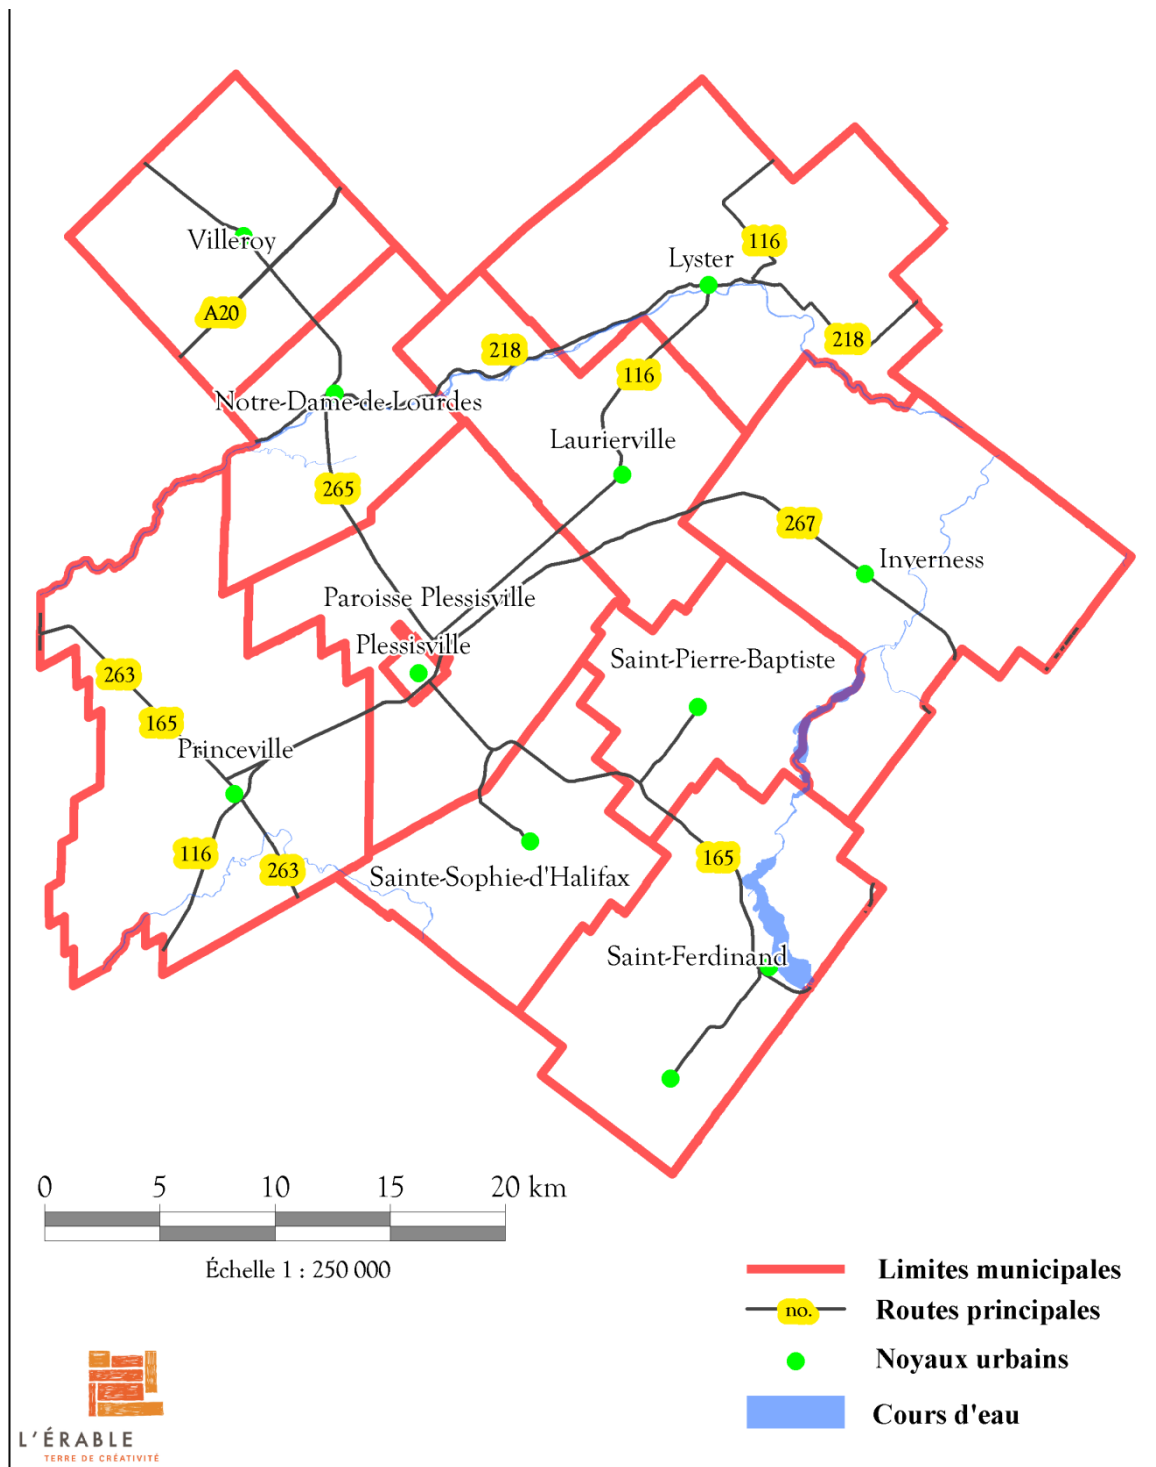 Villeroy
116
Lyster
A20
218
218
116
Notre-Dame-de-Lourdes
Laurierville
265
267
Inverness
Paroisse Plessisville
Plessisville
Saint-Pierre-Baptiste
263
165
Princeville
116
263
165
Sainte-Sophie-d'Halifax
Saint-Ferdinand
0 5 10 15 20 km
Échelle 1 : 250 000
Limites municipales
no. Routes principales
Noyaux urbains
Cours d'eau
L'ÉRABLE
TERRE DE CRÉATIVITÉ